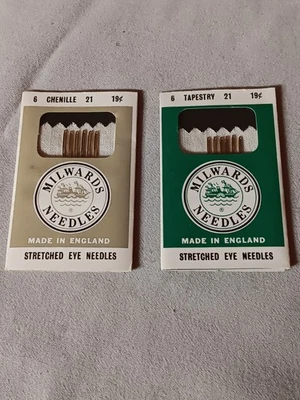 6 CHENILLE 21 19¢
MILWARDS
NEEDLES
MADE IN ENGLAND
STRETCHED EYE NEEDLES
6 TAPESTRY 21 19¢
MILWARDS
NEEDLES
®
MADE IN ENGLAND
STRETCHED EYE NEEDLES